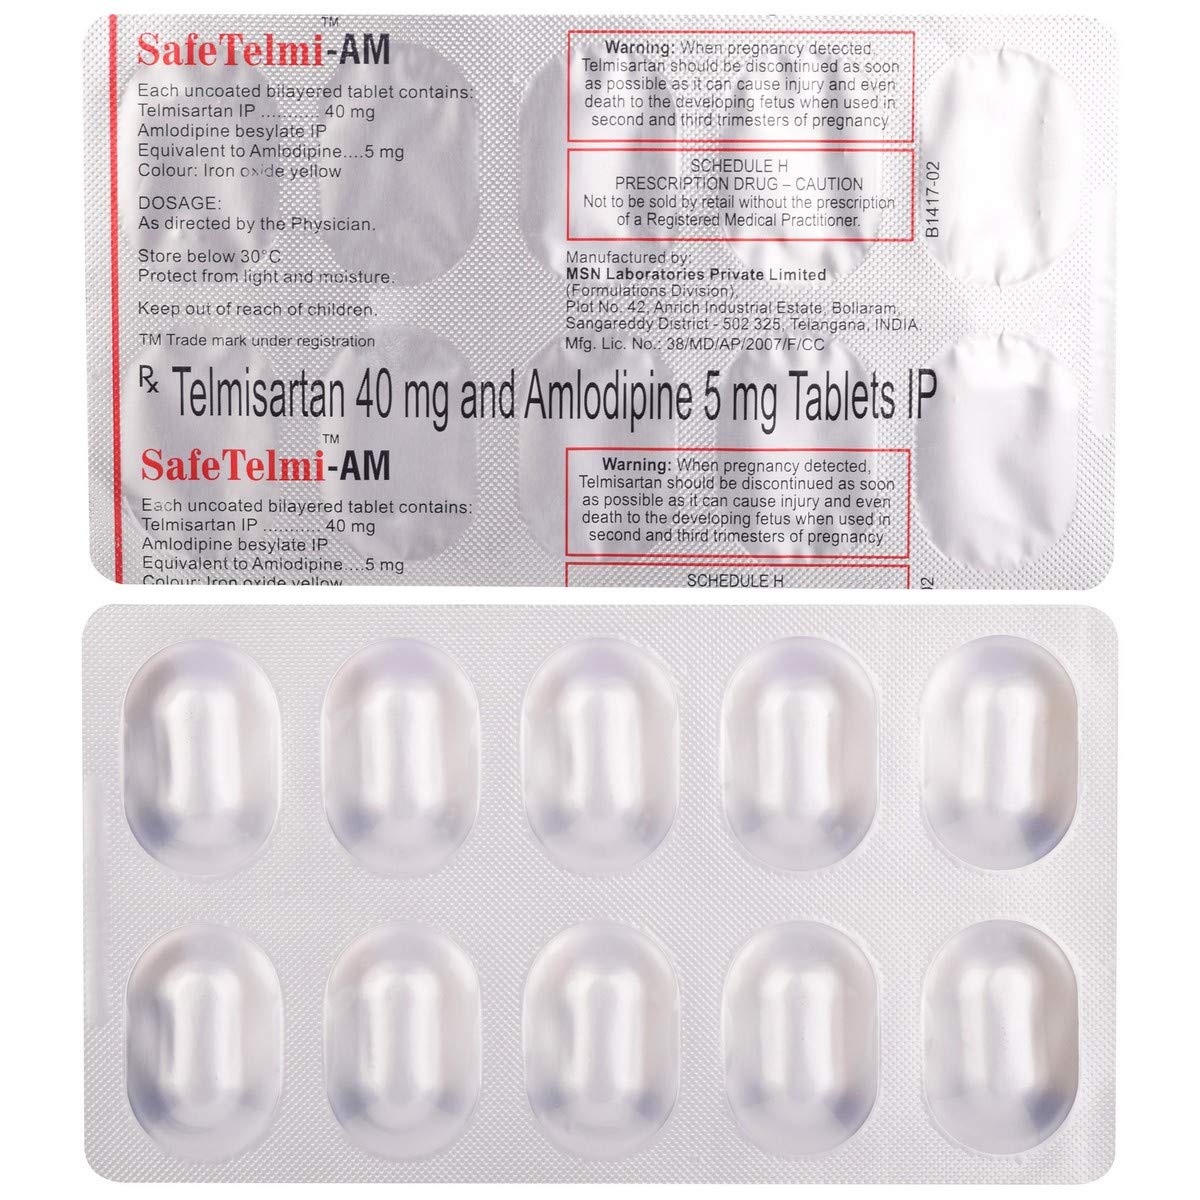 SafeTelmi-AM™
Each uncoated bilayered tablet contains:
Telmisartan IP .......... 40 mg
Amlodipine besylate IP
Equivalent to Amlodipine....5 mg
Colour: Iron oxide yellow
DOSAGE:
As directed by the Physician.
Store below 30°C
Protect from light and moisture.
Keep out of reach of children.
TM Trade mark under registration
Warning: When pregnancy detected,
Telmisartan should be discontinued as soon
as possible as it can cause injury and even
death to the developing fetus when used in
second and third trimesters of pregnancy
SCHEDULE H
PRESCRIPTION DRUG – CAUTION
Not to be sold by retail without the prescription
of a Registered Medical Practitioner.
Manufactured by:
MSN Laboratories Private Limited
(Formulations Division),
Plot No. 42, Anrich Industrial Estate, Bollaram,
Sangareddy District - 502 325, Telangana, INDIA.
Mfg. Lic. No.: 38/MD/AP/2007/F/CC
B1417-02
Rx Telmisartan 40 mg and Amlodipine 5 mg Tablets IP
SafeTelmi-AM™
Each uncoated bilayered tablet contains:
Telmisartan IP .......... 40 mg
Amlodipine besylate IP
Equivalent to Amlodipine....5 mg
Colour: Iron oxide yellow
Warning: When pregnancy detected,
Telmisartan should be discontinued as soon
as possible as it can cause injury and even
death to the developing fetus when used in
second and third trimesters of pregnancy
SCHEDULE H
02